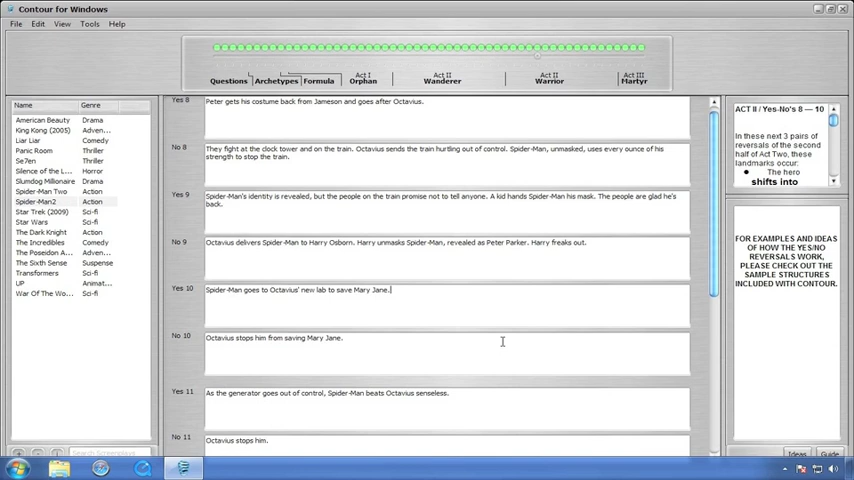 Contour for Windows
File Edit View Tools Help
Questions Archetypes Formula Act I Orphan Act II Wanderer Act II Warrior Act III Martyr
Name Genre
American Beauty Drama
King Kong (2005) Adven...
Liar Liar Comedy
Panic Room Thriller
Se7en Thriller
Silence of the L... Horror
Slumdog Millionaire Drama
Spider-Man Two Action
Spider-Man2 Action
Star Trek (2009) Sci-fi
Star Wars Sci-fi
The Dark Knight Action
The Incredibles Comedy
The Poseidon A... Adven...
The Sixth Sense Suspense
Transformers Sci-fi
UP Animat...
War Of The Wo... Sci-fi
Search Screenplays
Yes 8 Peter gets his costume back from Jameson and goes after Octavius.
No 8 They fight at the clock tower and on the train. Octavius sends the train hurtling out of control. Spider-Man, unmasked, uses every ounce of his
strength to stop the train.
Yes 9 Spider-Man's identity is revealed, but the people on the train promise not to tell anyone. A kid hands Spider-Man his mask. The people are glad he's
back.
No 9 Octavius delivers Spider-Man to Harry Osborn. Harry unmasks Spider-Man, revealed as Peter Parker. Harry freaks out.
Yes 10 Spider-Man goes to Octavius' new lab to save Mary Jane.
No 10 Octavius stops him from saving Mary Jane.
Yes 11 As the generator goes out of control, Spider-Man beats Octavius senseless.
No 11 Octavius stops him.
ACT II / Yes-No's 8 — 10
In these next 3 pairs of
reversals of the second
half of Act Two, these
landmarks occur:
• The hero
shifts into
FOR EXAMPLES AND IDEAS
OF HOW THE YES/NO
REVERSALS WORK,
PLEASE CHECK OUT THE
SAMPLE STRUCTURES
INCLUDED WITH CONTOUR.
Ideas Guide